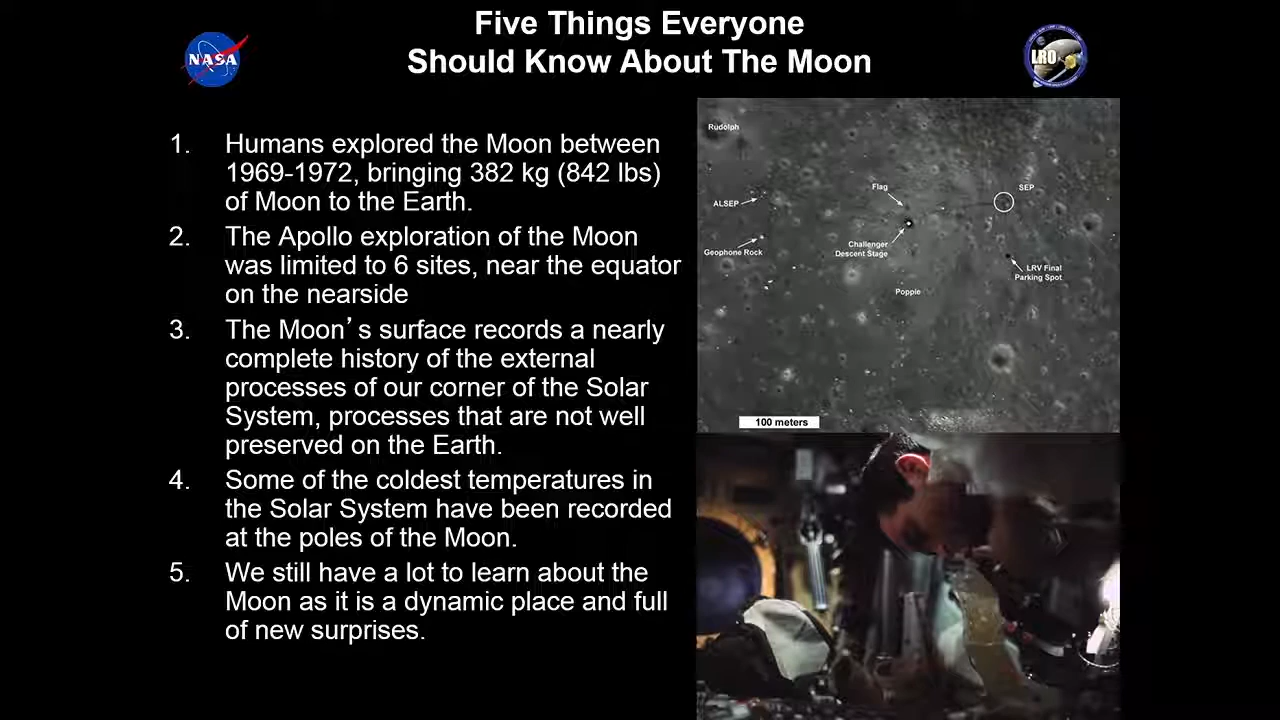 Five Things Everyone
Should Know About The Moon
NASA
LRO
1. Humans explored the Moon between
1969-1972, bringing 382 kg (842 lbs)
of Moon to the Earth.
2. The Apollo exploration of the Moon
was limited to 6 sites, near the equator
on the nearside
3. The Moon's surface records a nearly
complete history of the external
processes of our corner of the Solar
System, processes that are not well
preserved on the Earth.
4. Some of the coldest temperatures in
the Solar System have been recorded
at the poles of the Moon.
5. We still have a lot to learn about the
Moon as it is a dynamic place and full
of new surprises.
Rudolph
Flag
SEP
ALSEP
Challenger
Descent Stage
Geophone Rock
LRV Final
Parking Spot
Poppie
100 meters